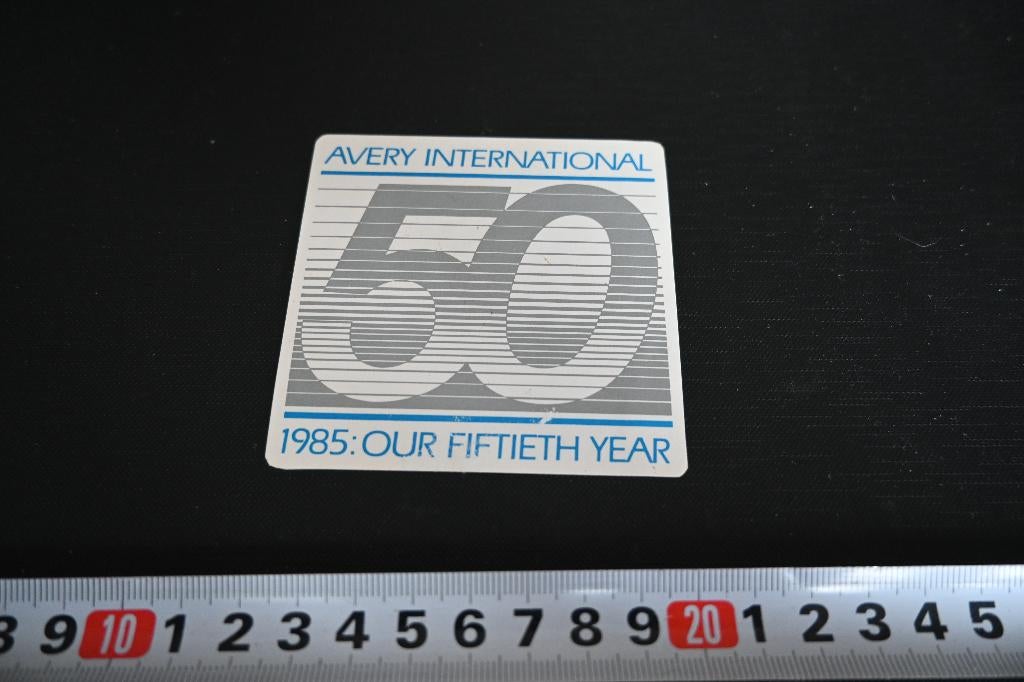 AVERY INTERNATIONAL
50
1985: OUR FIFTIETH YEAR
9 10 1 2 3 4 5 6 7 8 9 20 1 2 3 4 5